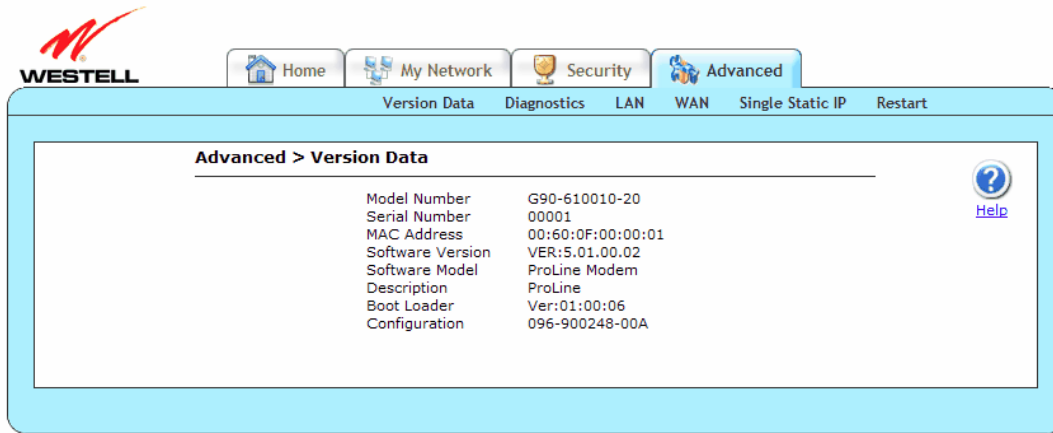 WESTELL
Home My Network Security Advanced
Version Data Diagnostics LAN WAN Single Static IP Restart
Advanced > Version Data
Help
Model Number G90-610010-20
Serial Number 00001
MAC Address 00:60:0F:00:00:01
Software Version VER:5.01.00.02
Software Model ProLine Modem
Description ProLine
Boot Loader Ver:01:00:06
Configuration 096-900248-00A